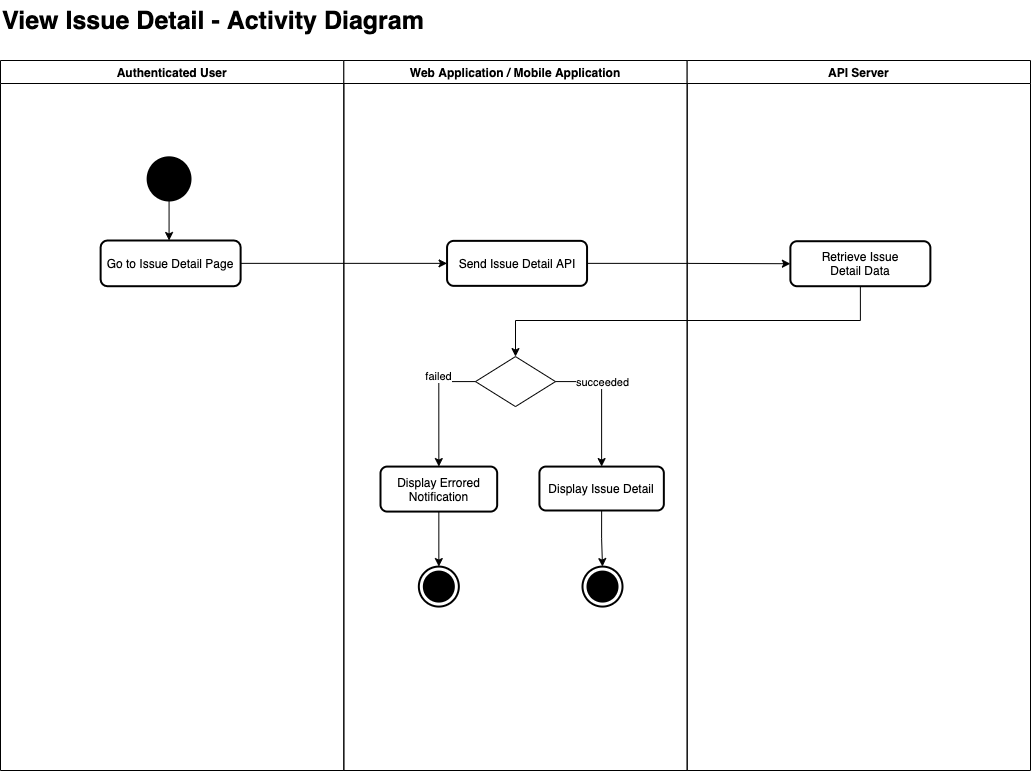 View Issue Detail - Activity Diagram
Authenticated User
Web Application / Mobile Application
API Server
Go to Issue Detail Page
Send Issue Detail API
Retrieve Issue
Detail Data
failed
succeeded
Display Errored
Notification
Display Issue Detail